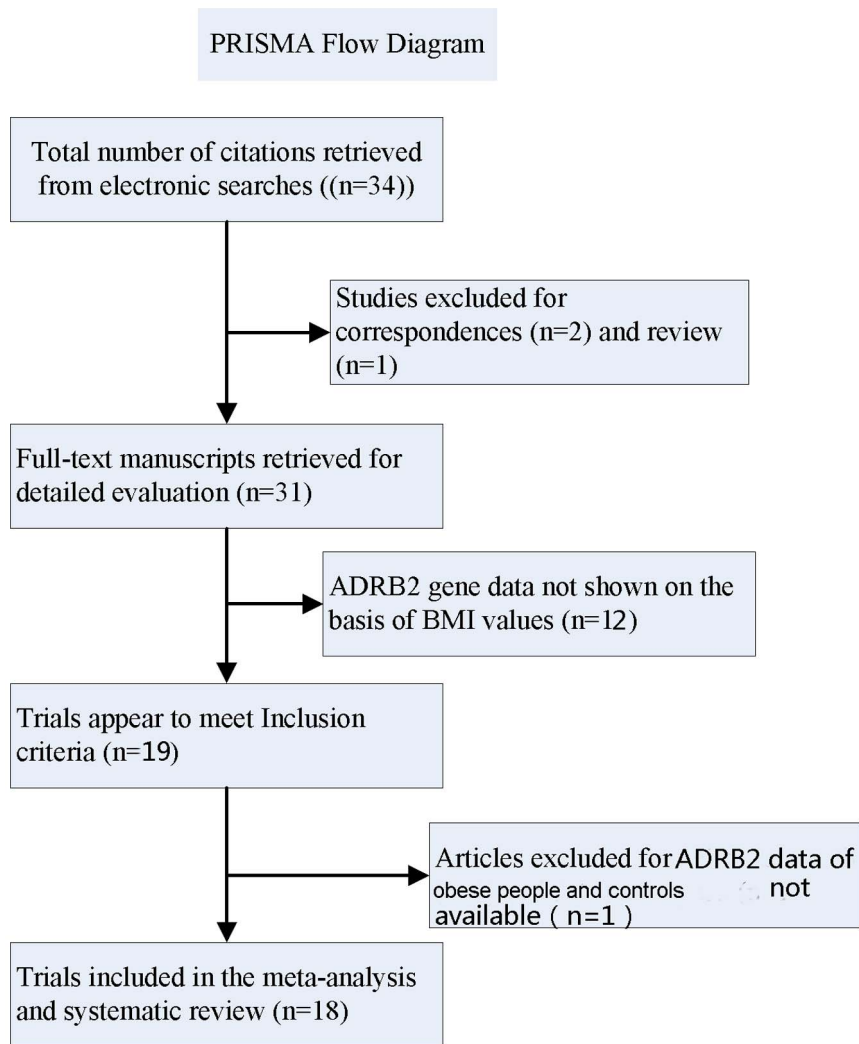 PRISMA Flow Diagram
Total number of citations retrieved
from electronic searches ((n=34))
Studies excluded for
correspondences (n=2) and review
(n=1)
Full-text manuscripts retrieved for
detailed evaluation (n=31)
ADRB2 gene data not shown on the
basis of BMI values (n=12)
Trials appear to meet Inclusion
criteria (n=19)
Articles excluded for ADRB2 data of
obese people and controls not
available ( n=1 )
Trials included in the meta-analysis
and systematic review (n=18)